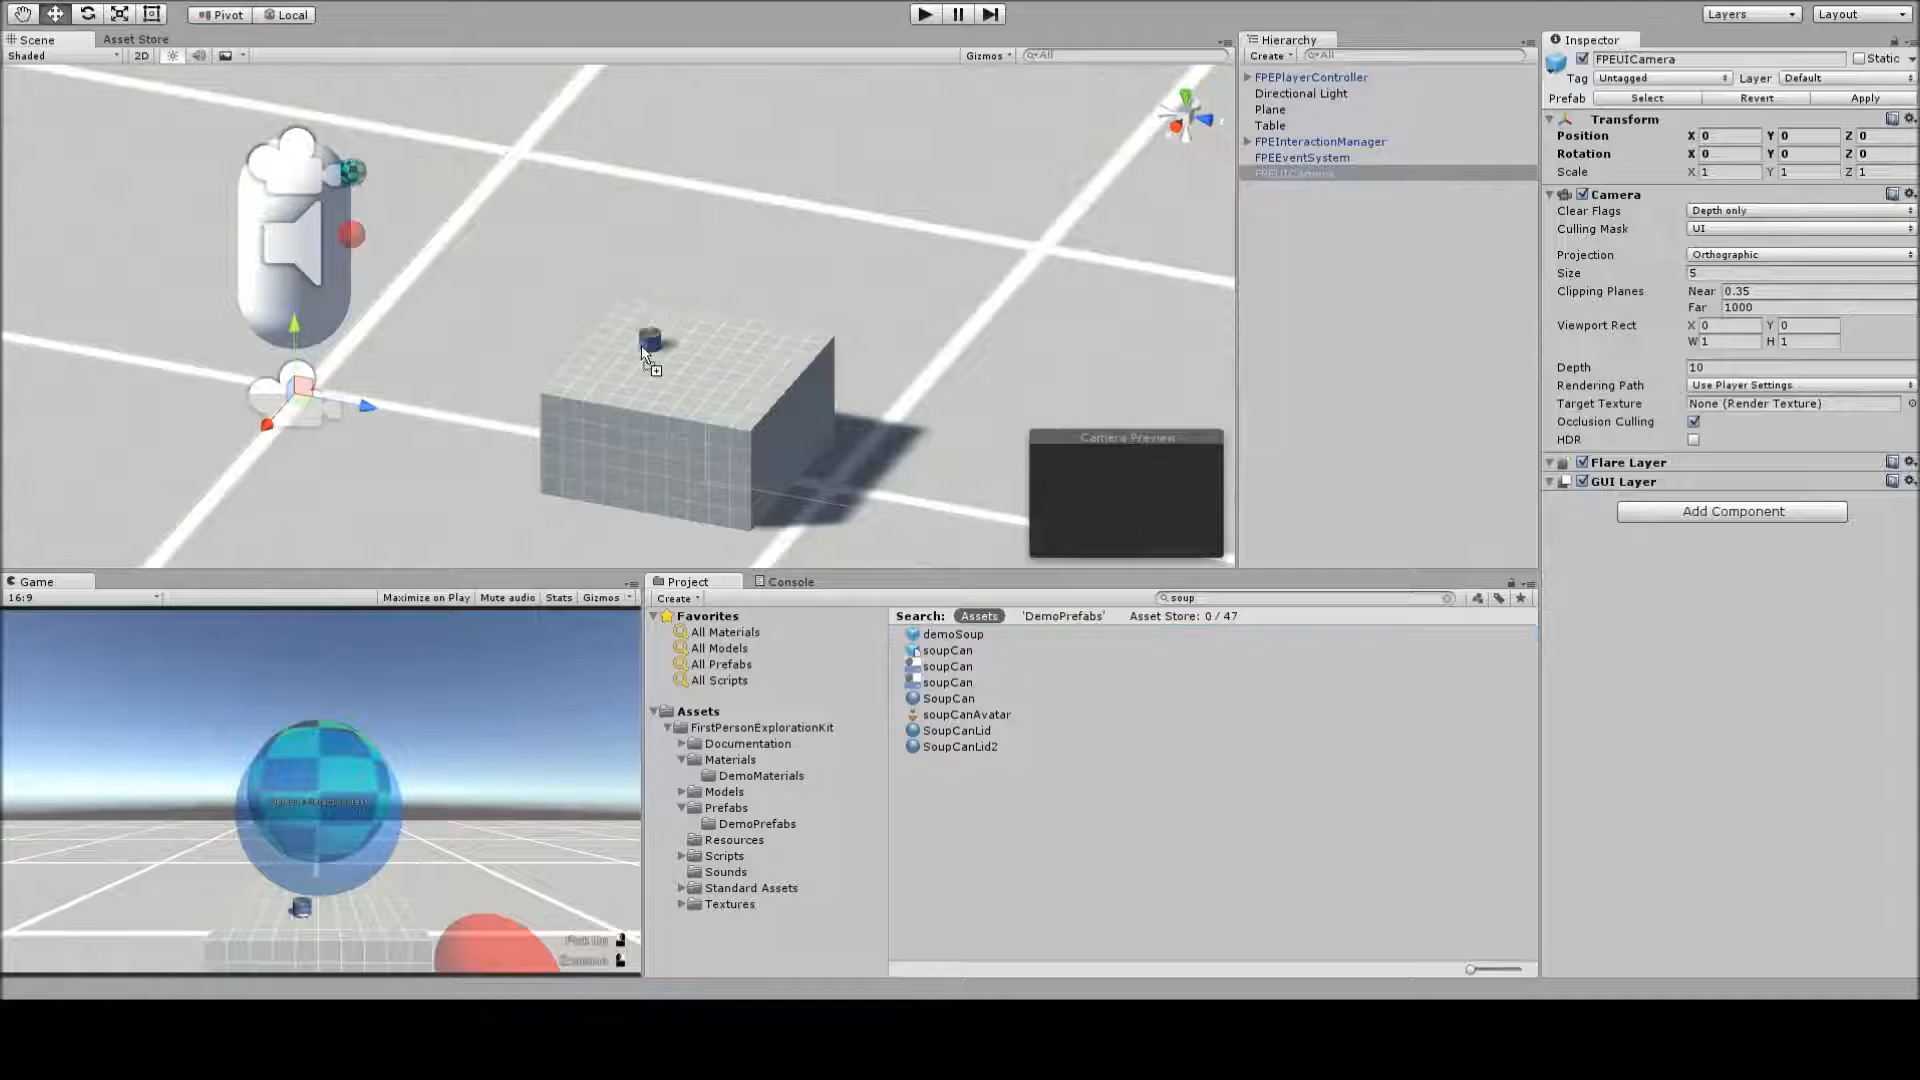 Pivot Local Layers Layout
Scene Asset Store Hierarchy Inspector
Shaded 2D Gizmos All Create All FPEUICamera Static
Tag Untagged Layer Default
Prefab Select Revert Apply
FPEPlayerController
Directional Light
Plane
Table
FPEInteractionManager
FPEEventSystem
FPEUICamera
Transform
Position X 0 Y 0 Z 0
Rotation X 0 Y 0 Z 0
Scale X 1 Y 1 Z 1
Camera
Clear Flags Depth only
Culling Mask UI
Projection Orthographic
Size 5
Clipping Planes Near 0.35
Far 1000
Viewport Rect X 0 Y 0
W 1 H 1
Depth 10
Rendering Path Use Player Settings
Target Texture None (Render Texture)
Occlusion Culling
HDR
Flare Layer
GUI Layer
Add Component
Camera Preview
Game
16:9 Maximize on Play Mute audio Stats Gizmos
Pick Up
Project Console
Create soup
Favorites
All Materials
All Models
All Prefabs
All Scripts
Assets
FirstPersonExplorationKit
Documentation
Materials
DemoMaterials
Models
Prefabs
DemoPrefabs
Resources
Scripts
Sounds
Standard Assets
Textures
Search: Assets 'DemoPrefabs' Asset Store: 0 / 47
demoSoup
soupCan
soupCan
soupCan
SoupCan
soupCanAvatar
SoupCanLid
SoupCanLid2